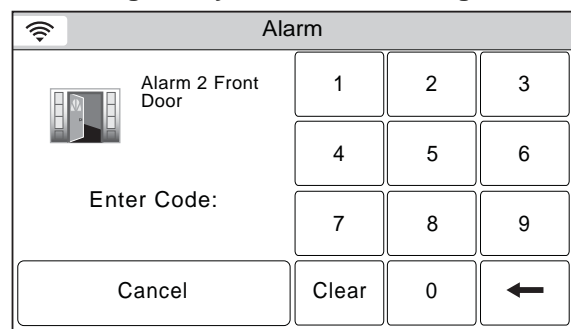 Alarm
Alarm 2 Front
Door
1 2 3
4 5 6
Enter Code:
7 8 9
Cancel Clear 0